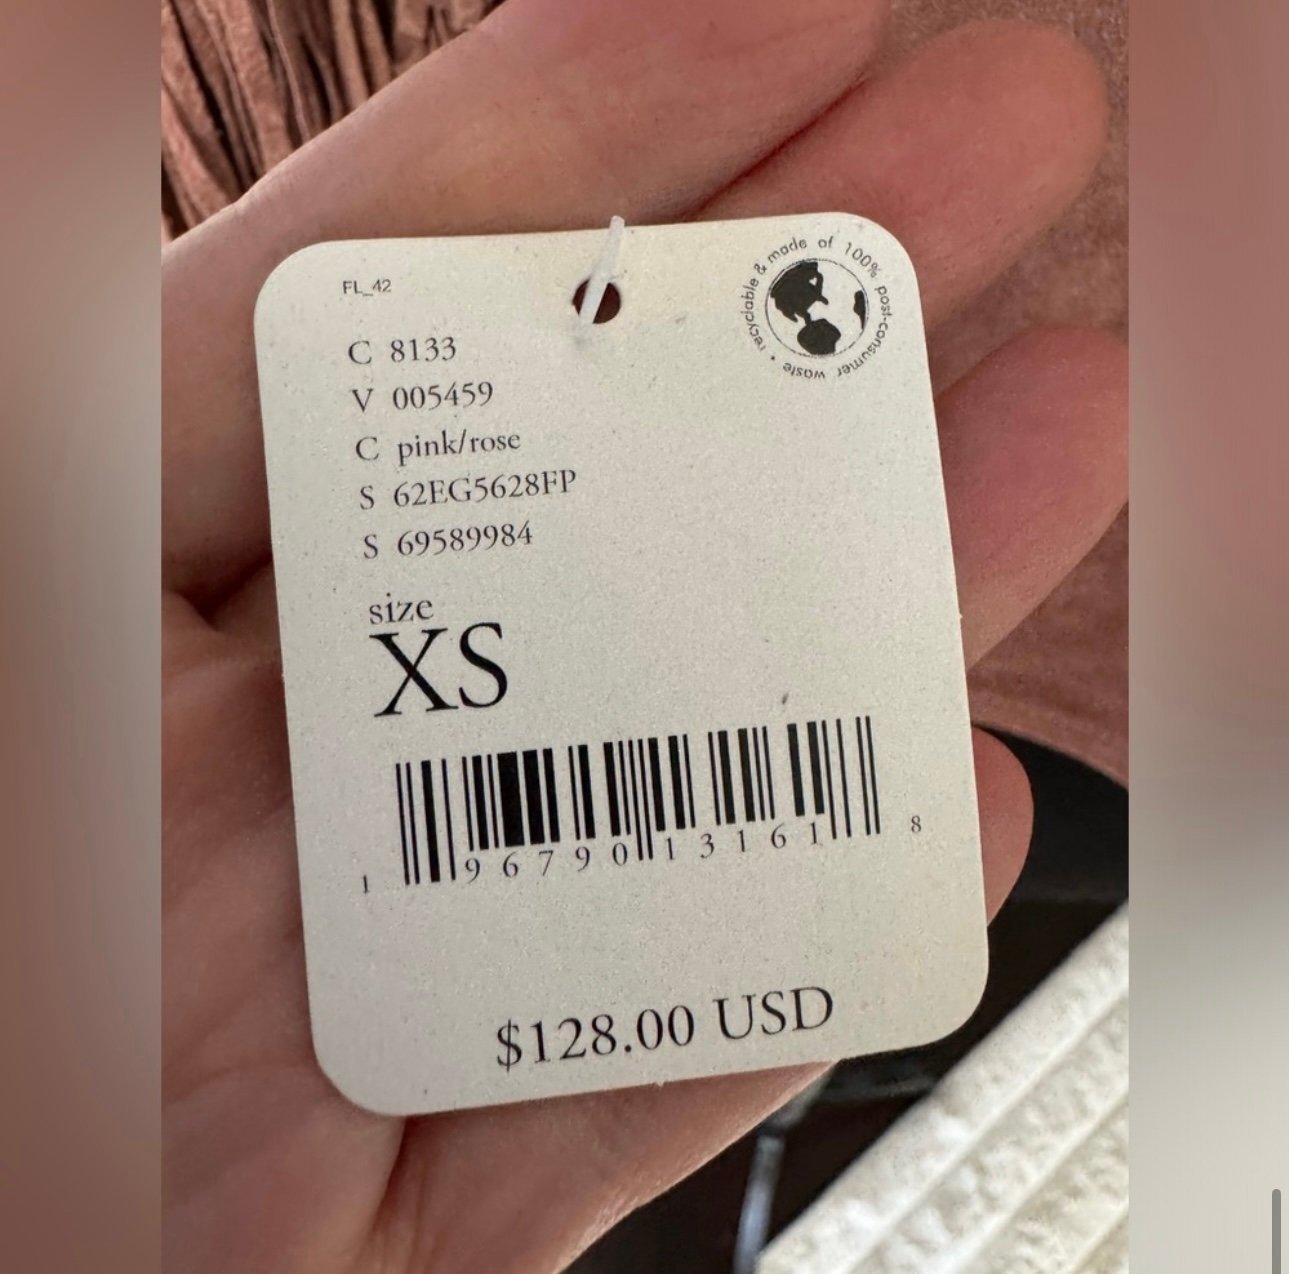 FL_42
recyclable & made of 100% post-consumer waste •
C 8133
V 005459
C pink/rose
S 62EG5628FP
S 69589984
size
XS
1 96790 13161 8
$128.00 USD